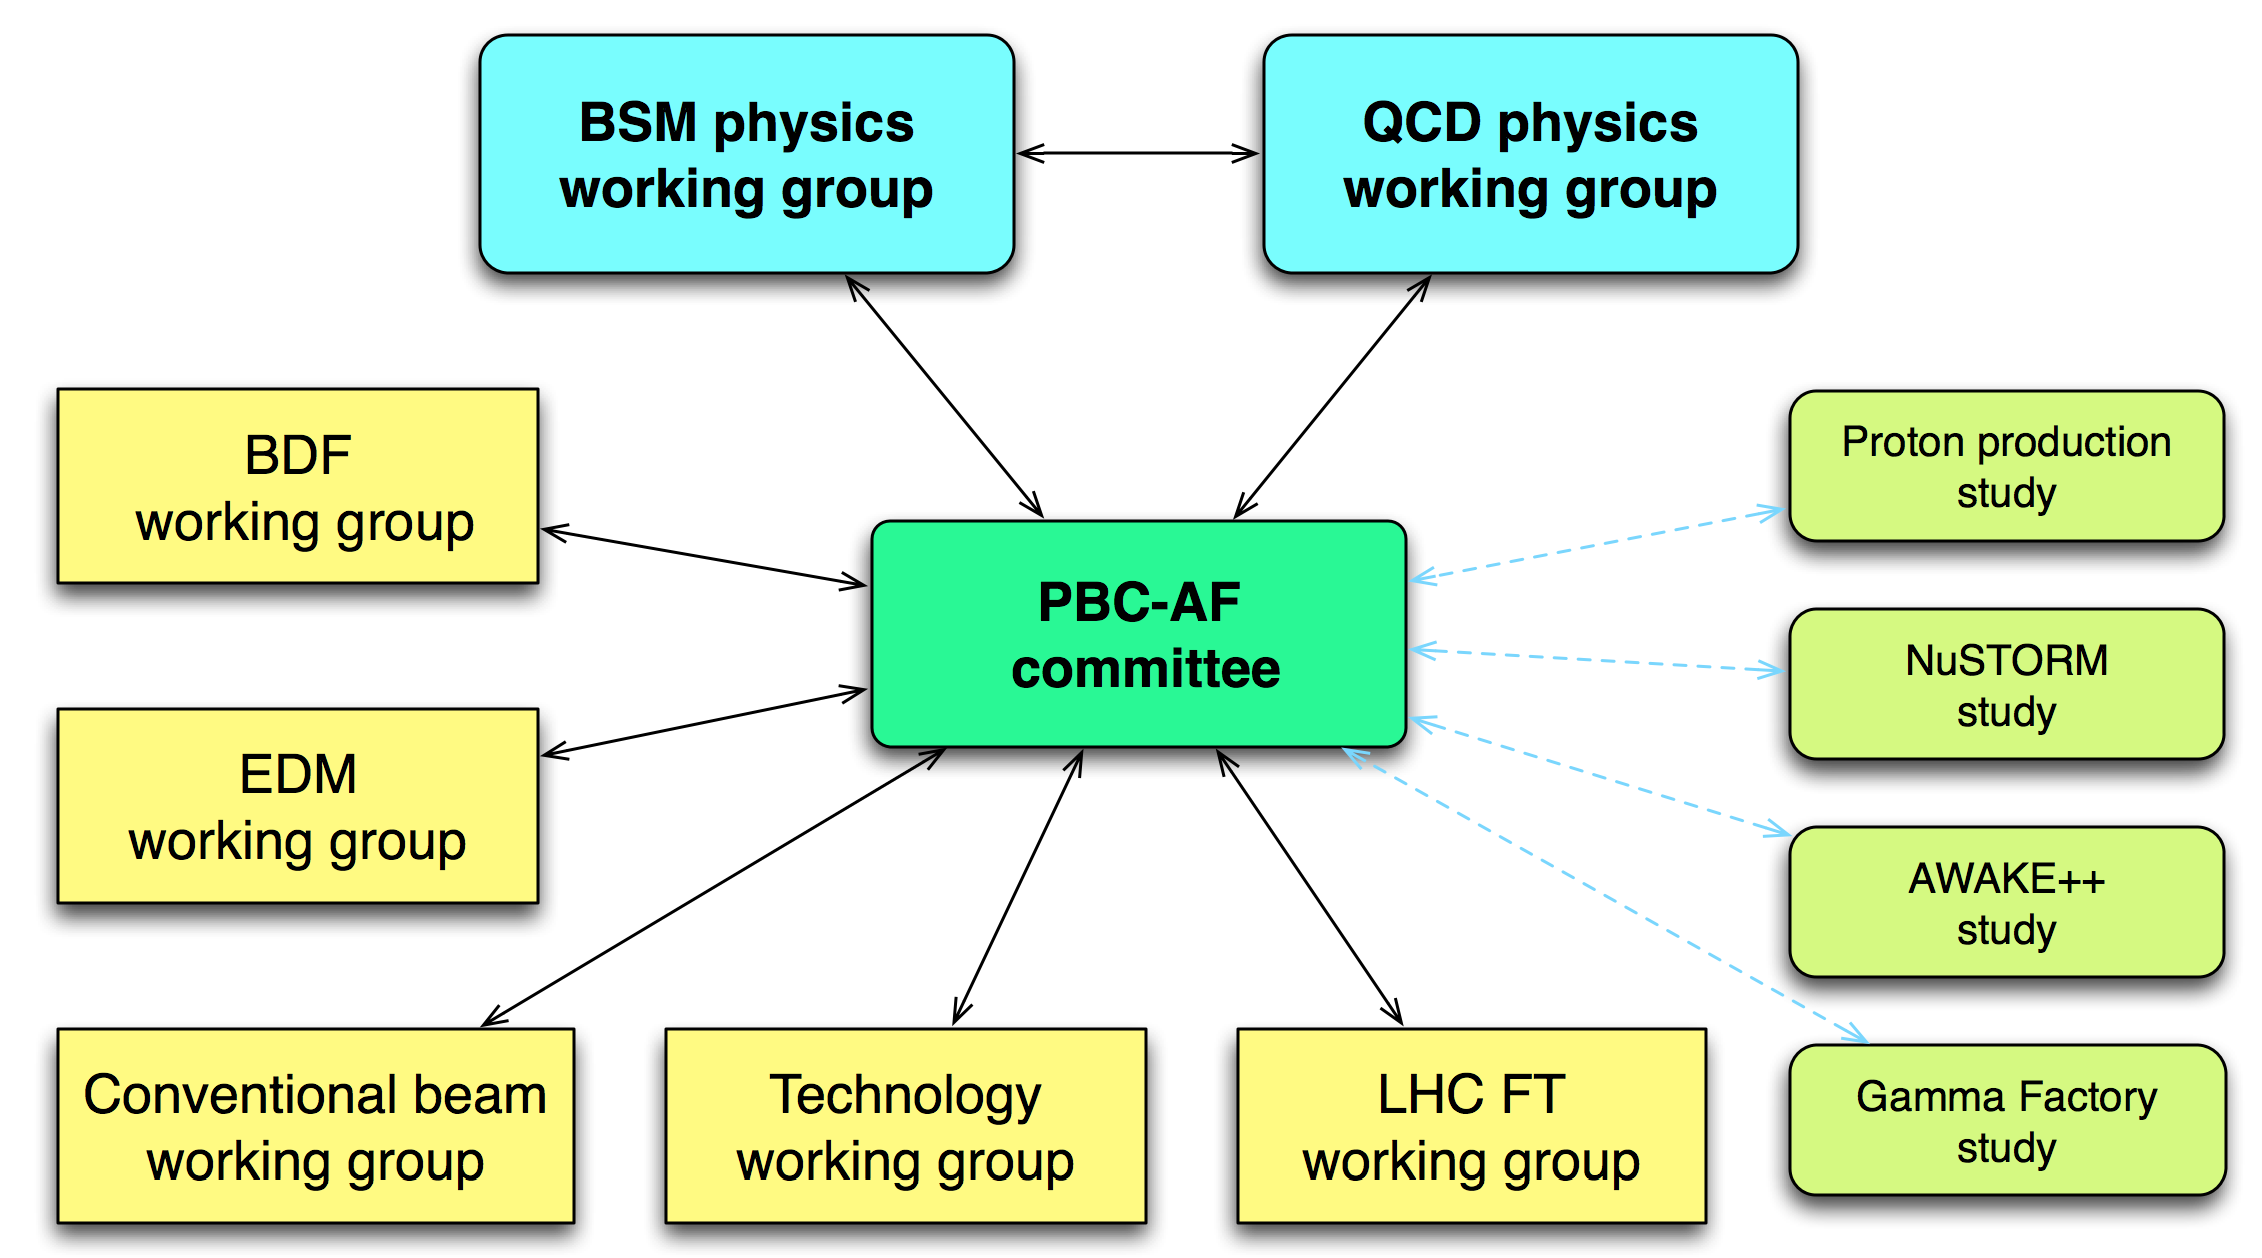 BSM physics
working group
QCD physics
working group
BDF
working group
Proton production
study
PBC-AF
committee
NuSTORM
study
EDM
working group
AWAKE++
study
Conventional beam
working group
Technology
working group
LHC FT
working group
Gamma Factory
study